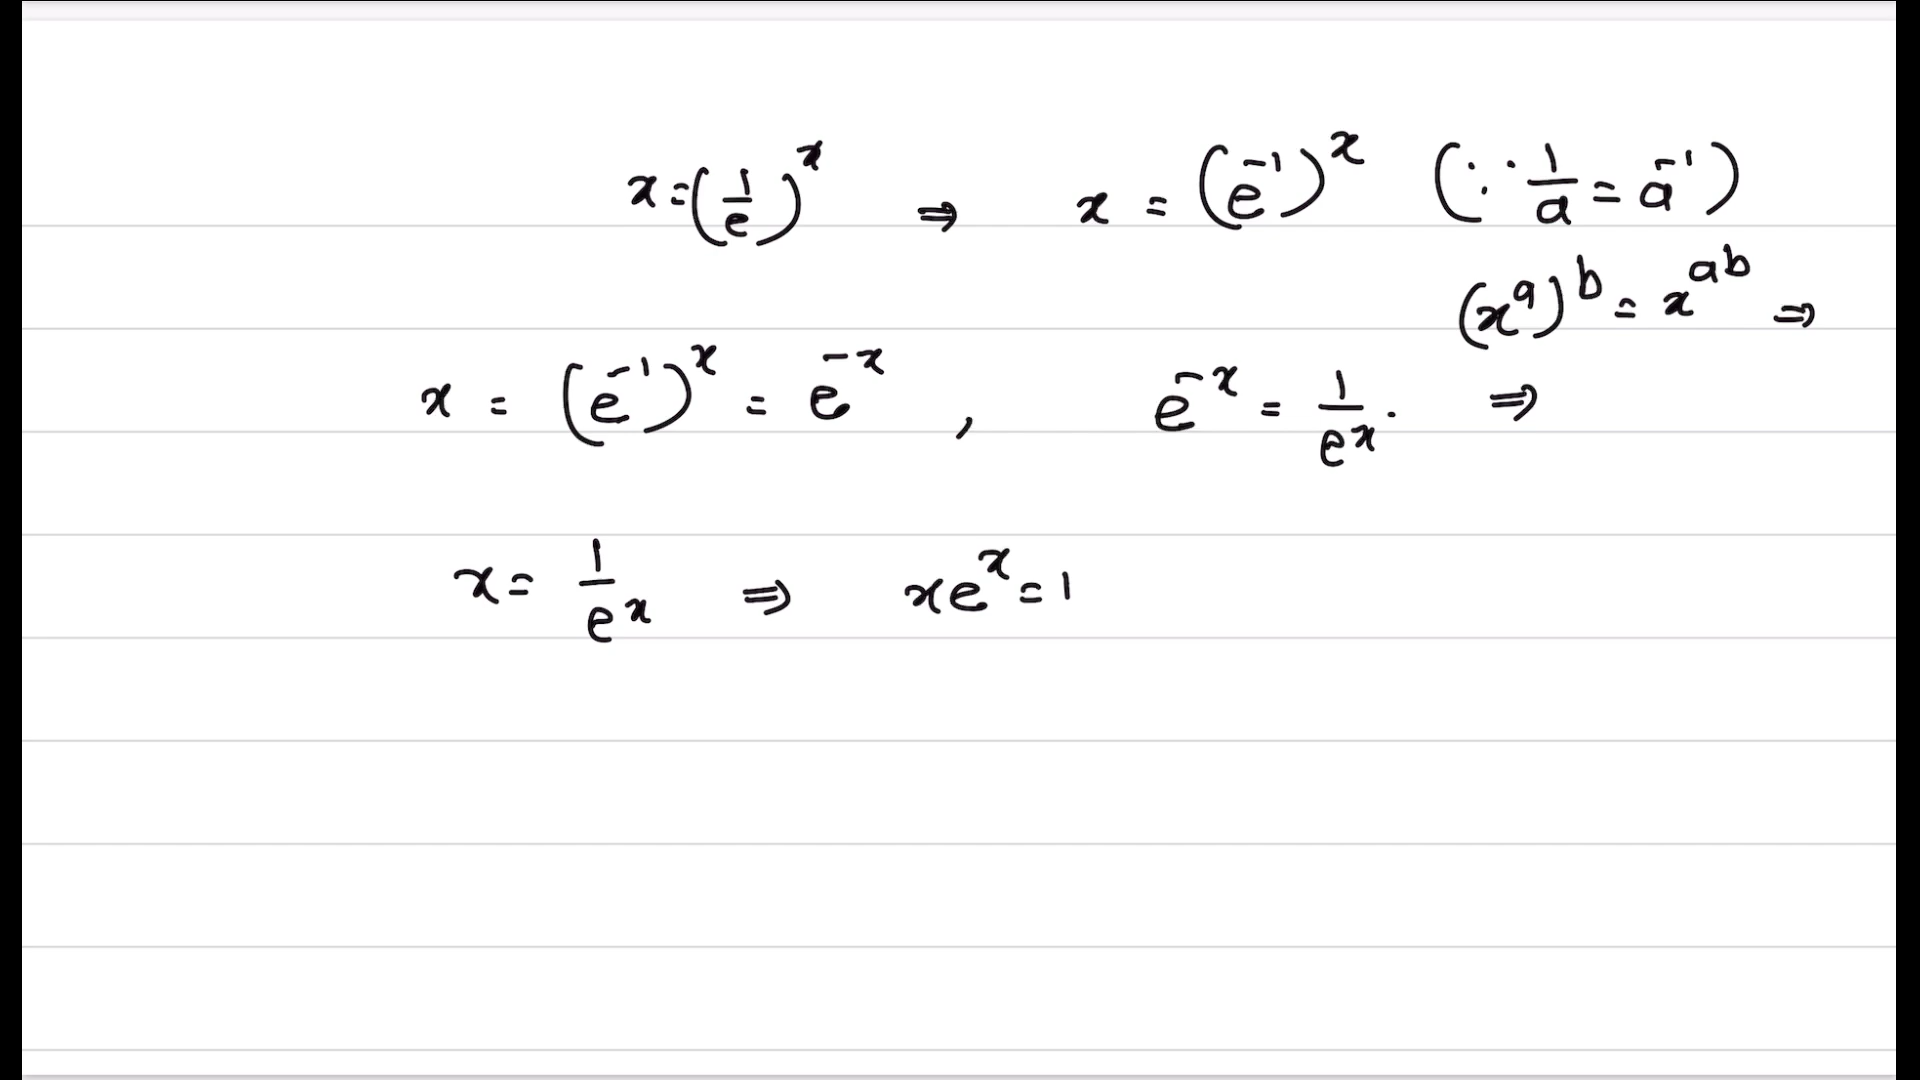 x = (1/e)^x ⇒ x = (e^-1)^x (∵ 1/a = a^-1)
(x^a)^b = x^ab ⇒
x = (e^-1)^x = e^-x , e^-x = 1/e^x. ⇒
x = 1/e^x ⇒ xe^x = 1